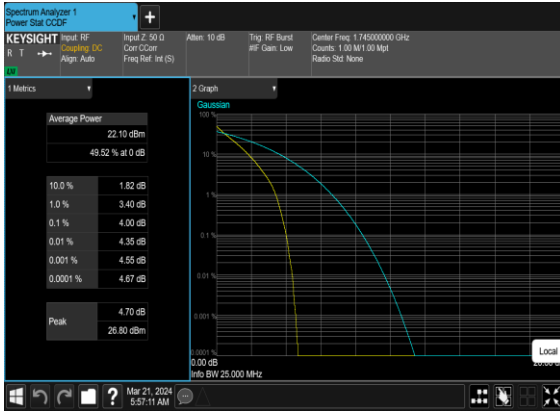 Spectrum Analyzer 1
Power Stat CCDF
KEYSIGHT
R T
Input: RF
Coupling: DC
Align: Auto
Input Z: 50 Ω
Corr CCorr
Freq Ref: Int (S)
Atten: 10 dB
Trig: RF Burst
#IF Gain: Low
Center Freq: 1.745000000 GHz
Counts: 1.00 M/1.00 Mpt
Radio Std: None
1 Metrics
Average Power
22.10 dBm
49.52 % at 0 dB
10.0 % 1.82 dB
1.0 % 3.40 dB
0.1 % 4.00 dB
0.01 % 4.35 dB
0.001 % 4.55 dB
0.0001 % 4.67 dB
Peak
4.70 dB
26.80 dBm
2 Graph
Gaussian
100 %
10 %
1 %
0.1 %
0.01 %
0.001 %
0.0001 %
0.00 dB
Info BW 25.000 MHz
Local
Mar 21, 2024
5:57:11 AM